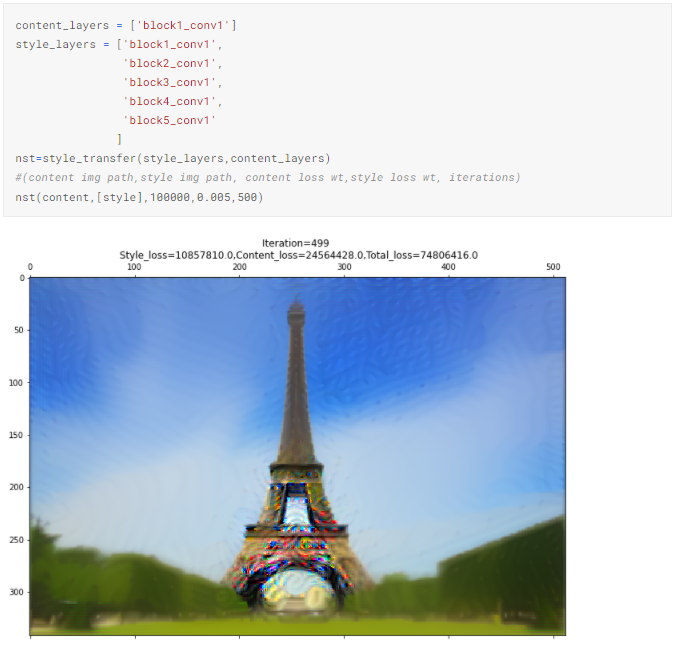 content_layers = ['block1_conv1']
style_layers = ['block1_conv1',
'block2_conv1',
'block3_conv1',
'block4_conv1',
'block5_conv1'
]
nst=style_transfer(style_layers,content_layers)
#(content img path,style img path, content loss wt,style loss wt, iterations)
nst(content,[style],100000,0.005,500)
Iteration=499
Style_loss=10857810.0,Content_loss=24564428.0,Total_loss=74806416.0
0 100 200 300 400 500
0
50
100
150
200
250
300